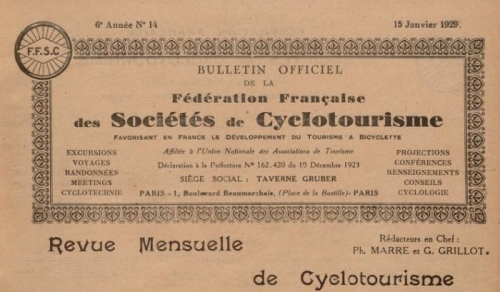 6e Année No 14
15 Janvier 1929.
F.F.S.C
BULLETIN OFFICIEL
DE LA
Fédération Française
des Sociétés de Cyclotourisme
FAVORISANT EN FRANCE LE DÉVELOPPEMENT DU TOURISME A BICYCLETTE
EXCURSIONS
VOYAGES
RANDONNÉES
MEETINGS
CYCLOTECHNIE
Affiliée à l'Union Nationale des Associations de Tourisme
Déclaration à la Préfecture No 162.420 du 10 Décembre 1923
SIÈGE SOCIAL : TAVERNE GRUBER
PARIS - 1, Boulevard Beaumarchais, (Place de la Bastille) - PARIS
PROJECTIONS
CONFÉRENCES
RENSEIGNEMENTS
CONSEILS
CYCLOLOGIE
Revue Mensuelle
de Cyclotourisme
Rédacteurs en Chef :
Ph. MARRE et G. GRILLOT.